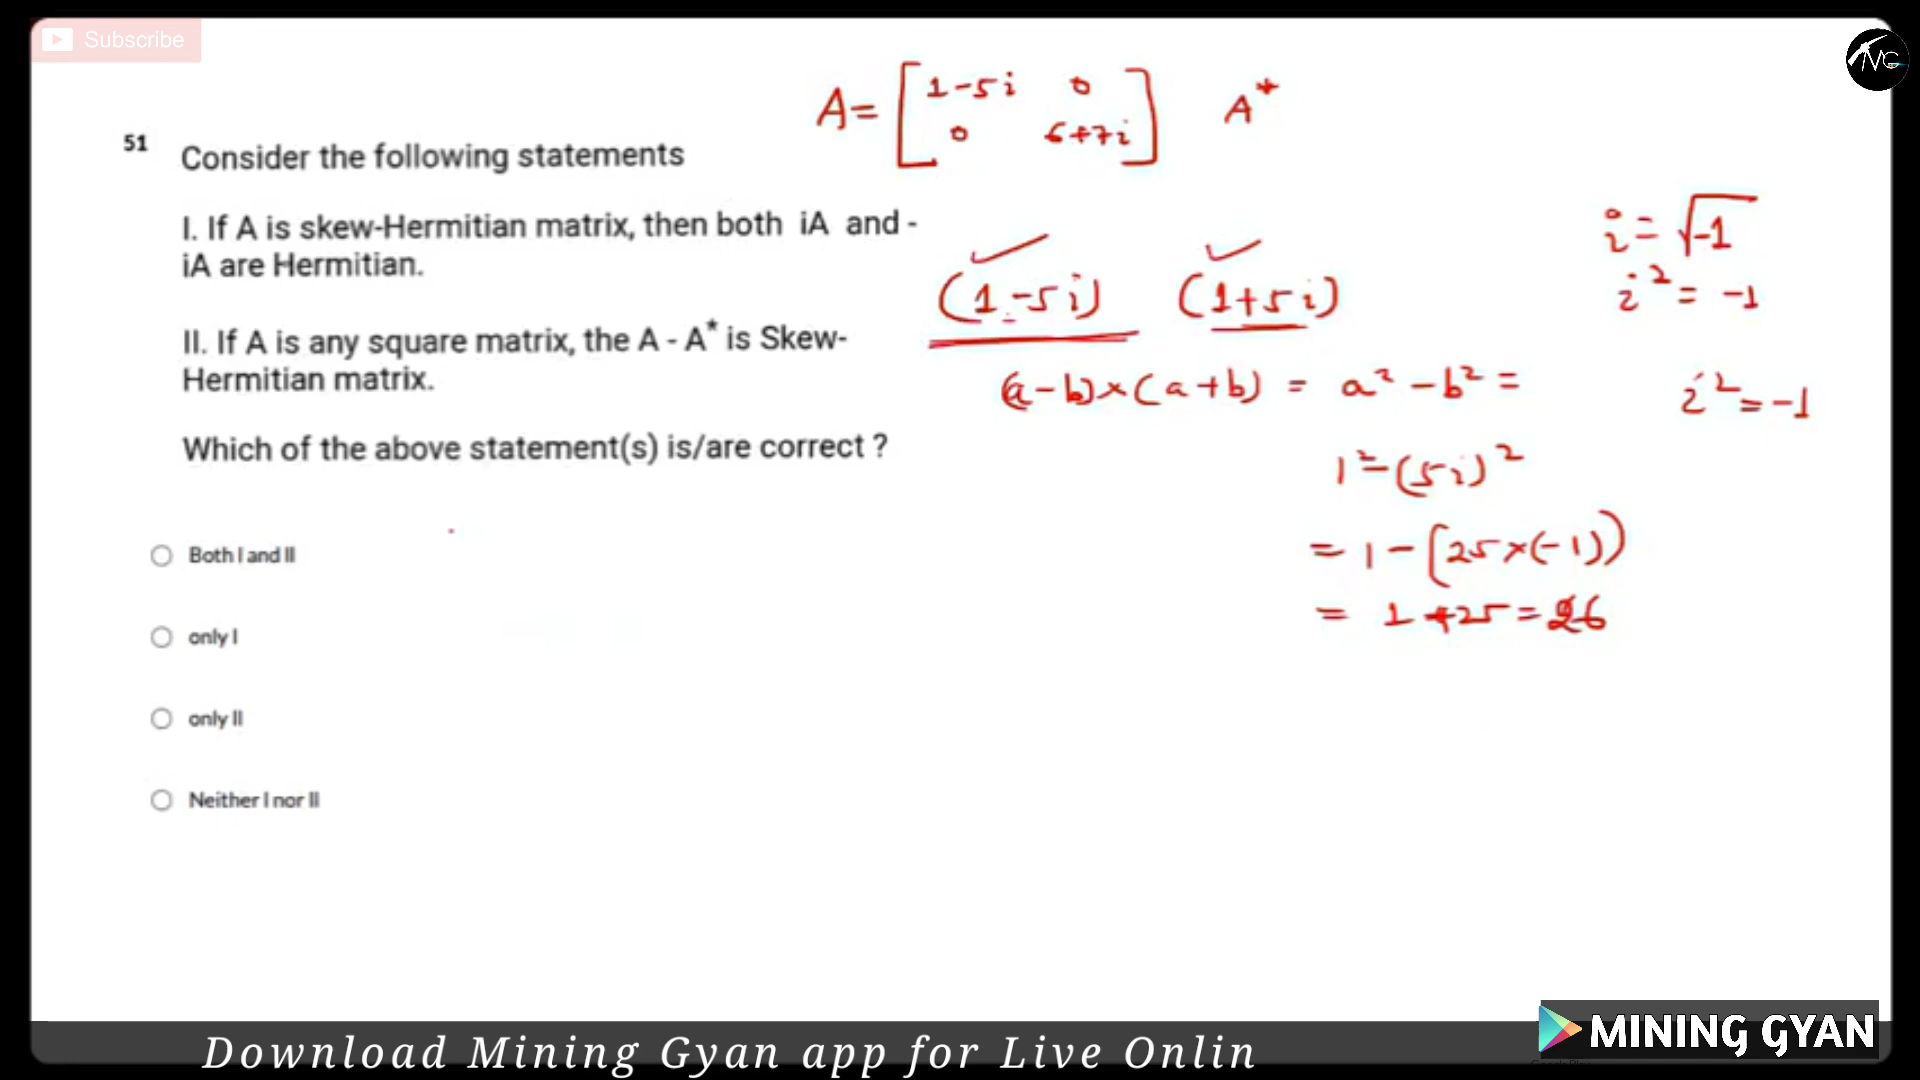 Subscribe
NG
A= [1-5i 0
0 6+7i] A*
51
Consider the following statements
I. If A is skew-Hermitian matrix, then both iA and -
iA are Hermitian.
i = √-1
i² = -1
(1-5i) (1+5i)
II. If A is any square matrix, the A - A* is Skew-
Hermitian matrix.
(a-b)×(a+b) = a² - b² =
i² = -1
Which of the above statement(s) is/are correct ?
1² - (5i)²
= 1 - (25×(-1))
= 1+25 = 26
Both I and II
only I
only II
Neither I nor II
Download Mining Gyan app for Live Onlin
MINING GYAN